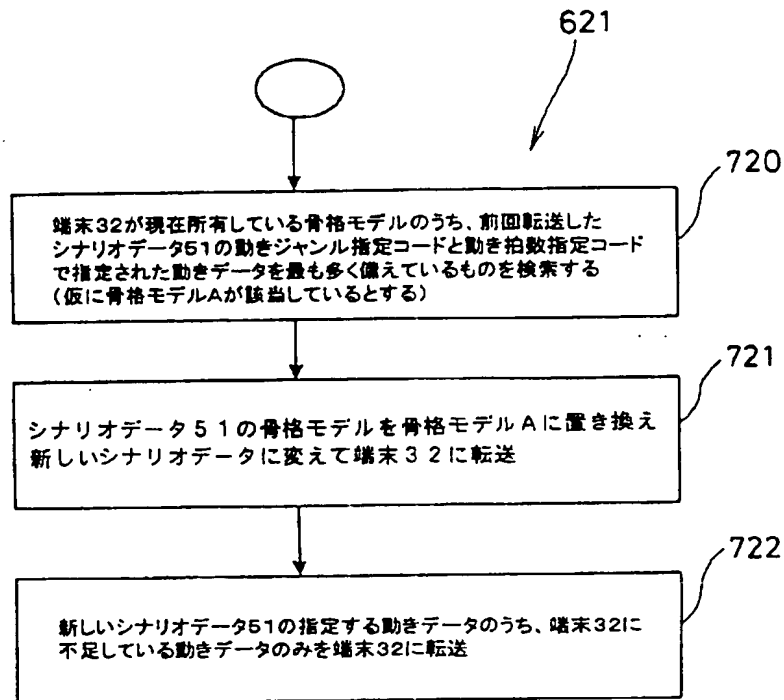 621
720
端末32が現在所有している骨格モデルのうち、前回転送した
シナリオデータ51の動きジャンル指定コードと動き拍数指定コード
で指定された動きデータを最も多く備えているものを検索する
(仮に骨格モデルAが該当しているとする)
721
シナリオデータ51の骨格モデルを骨格モデルAに置き換え
新しいシナリオデータに変えて端末32に転送
722
新しいシナリオデータ51の指定する動きデータのうち、端末32に
不足している動きデータのみを端末32に転送